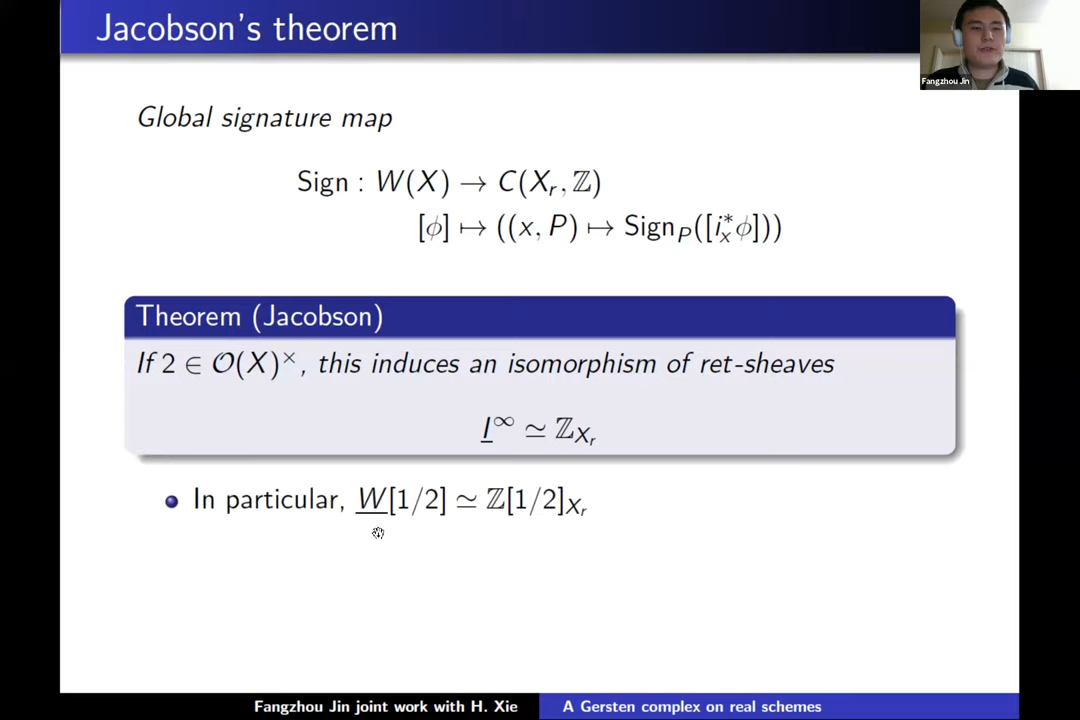 Jacobson's theorem
Fangzhou Jin
Global signature map
Sign : W(X) → C(X_r, ℤ)
[ϕ] ↦ ((x, P) ↦ Sign_P([i_x^*ϕ]))
Theorem (Jacobson)
If 2 ∈ 𝒪(X)^×, this induces an isomorphism of ret-sheaves
I^∞ ≃ ℤ_{X_r}
In particular, W[1/2] ≃ ℤ[1/2]_{X_r}
Fangzhou Jin joint work with H. Xie
A Gersten complex on real schemes